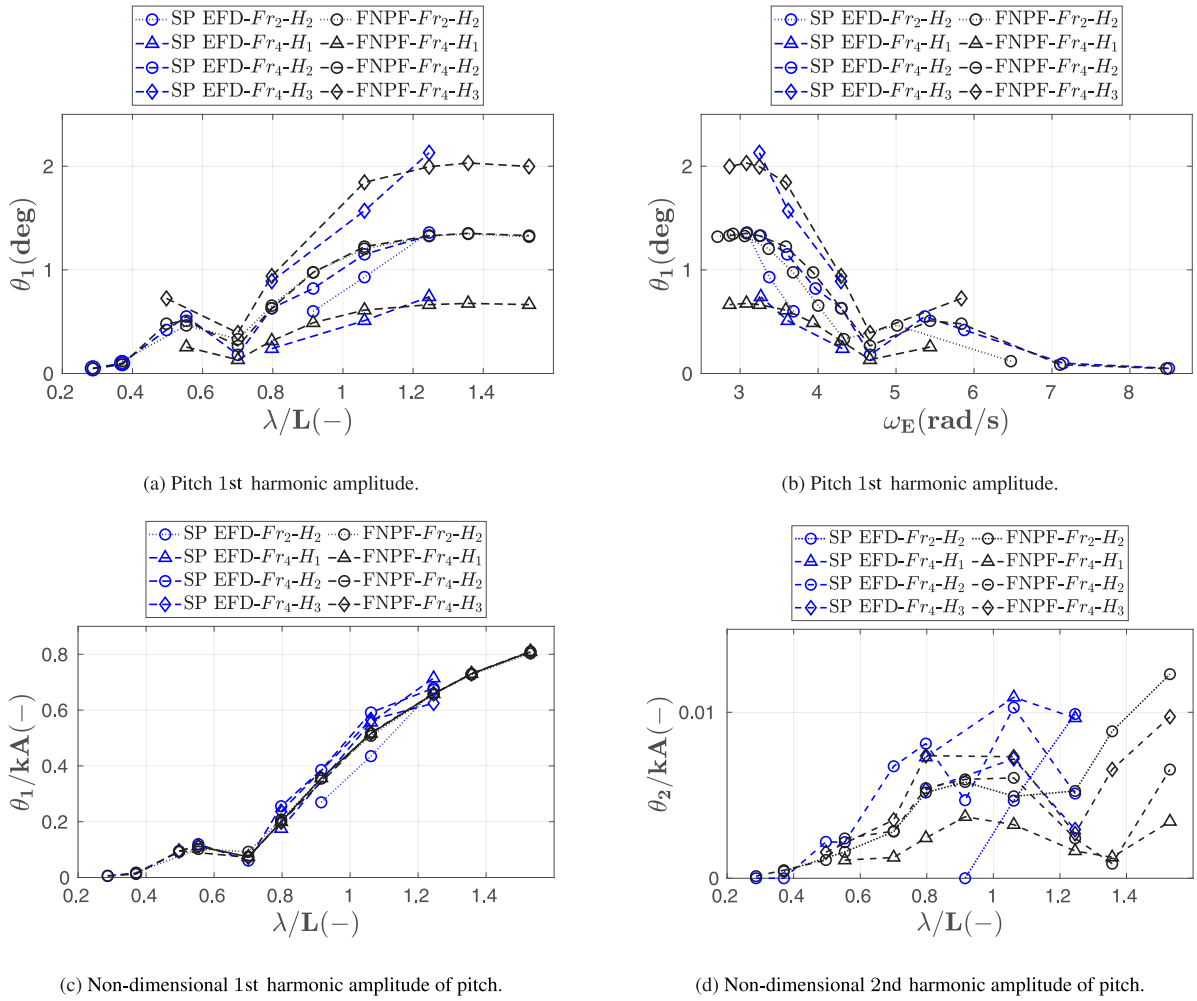 SP EFD-Fr₂-H₂ FNPF-Fr₂-H₂
SP EFD-Fr₄-H₁ FNPF-Fr₄-H₁
SP EFD-Fr₄-H₂ FNPF-Fr₄-H₂
SP EFD-Fr₄-H₃ FNPF-Fr₄-H₃
2
1
0
θ₁(deg)
0.2 0.4 0.6 0.8 1 1.2 1.4
λ/L(−)
(a) Pitch 1st harmonic amplitude.
SP EFD-Fr₂-H₂ FNPF-Fr₂-H₂
SP EFD-Fr₄-H₁ FNPF-Fr₄-H₁
SP EFD-Fr₄-H₂ FNPF-Fr₄-H₂
SP EFD-Fr₄-H₃ FNPF-Fr₄-H₃
2
1
0
θ₁(deg)
3 4 5 6 7 8
ω_E(rad/s)
(b) Pitch 1st harmonic amplitude.
SP EFD-Fr₂-H₂ FNPF-Fr₂-H₂
SP EFD-Fr₄-H₁ FNPF-Fr₄-H₁
SP EFD-Fr₄-H₂ FNPF-Fr₄-H₂
SP EFD-Fr₄-H₃ FNPF-Fr₄-H₃
0.8
0.6
0.4
0.2
0
θ₁/kA(−)
0.2 0.4 0.6 0.8 1 1.2 1.4
λ/L(−)
(c) Non-dimensional 1st harmonic amplitude of pitch.
SP EFD-Fr₂-H₂ FNPF-Fr₂-H₂
SP EFD-Fr₄-H₁ FNPF-Fr₄-H₁
SP EFD-Fr₄-H₂ FNPF-Fr₄-H₂
SP EFD-Fr₄-H₃ FNPF-Fr₄-H₃
0.01
0
θ₂/kA(−)
0.2 0.4 0.6 0.8 1 1.2 1.4
λ/L(−)
(d) Non-dimensional 2nd harmonic amplitude of pitch.